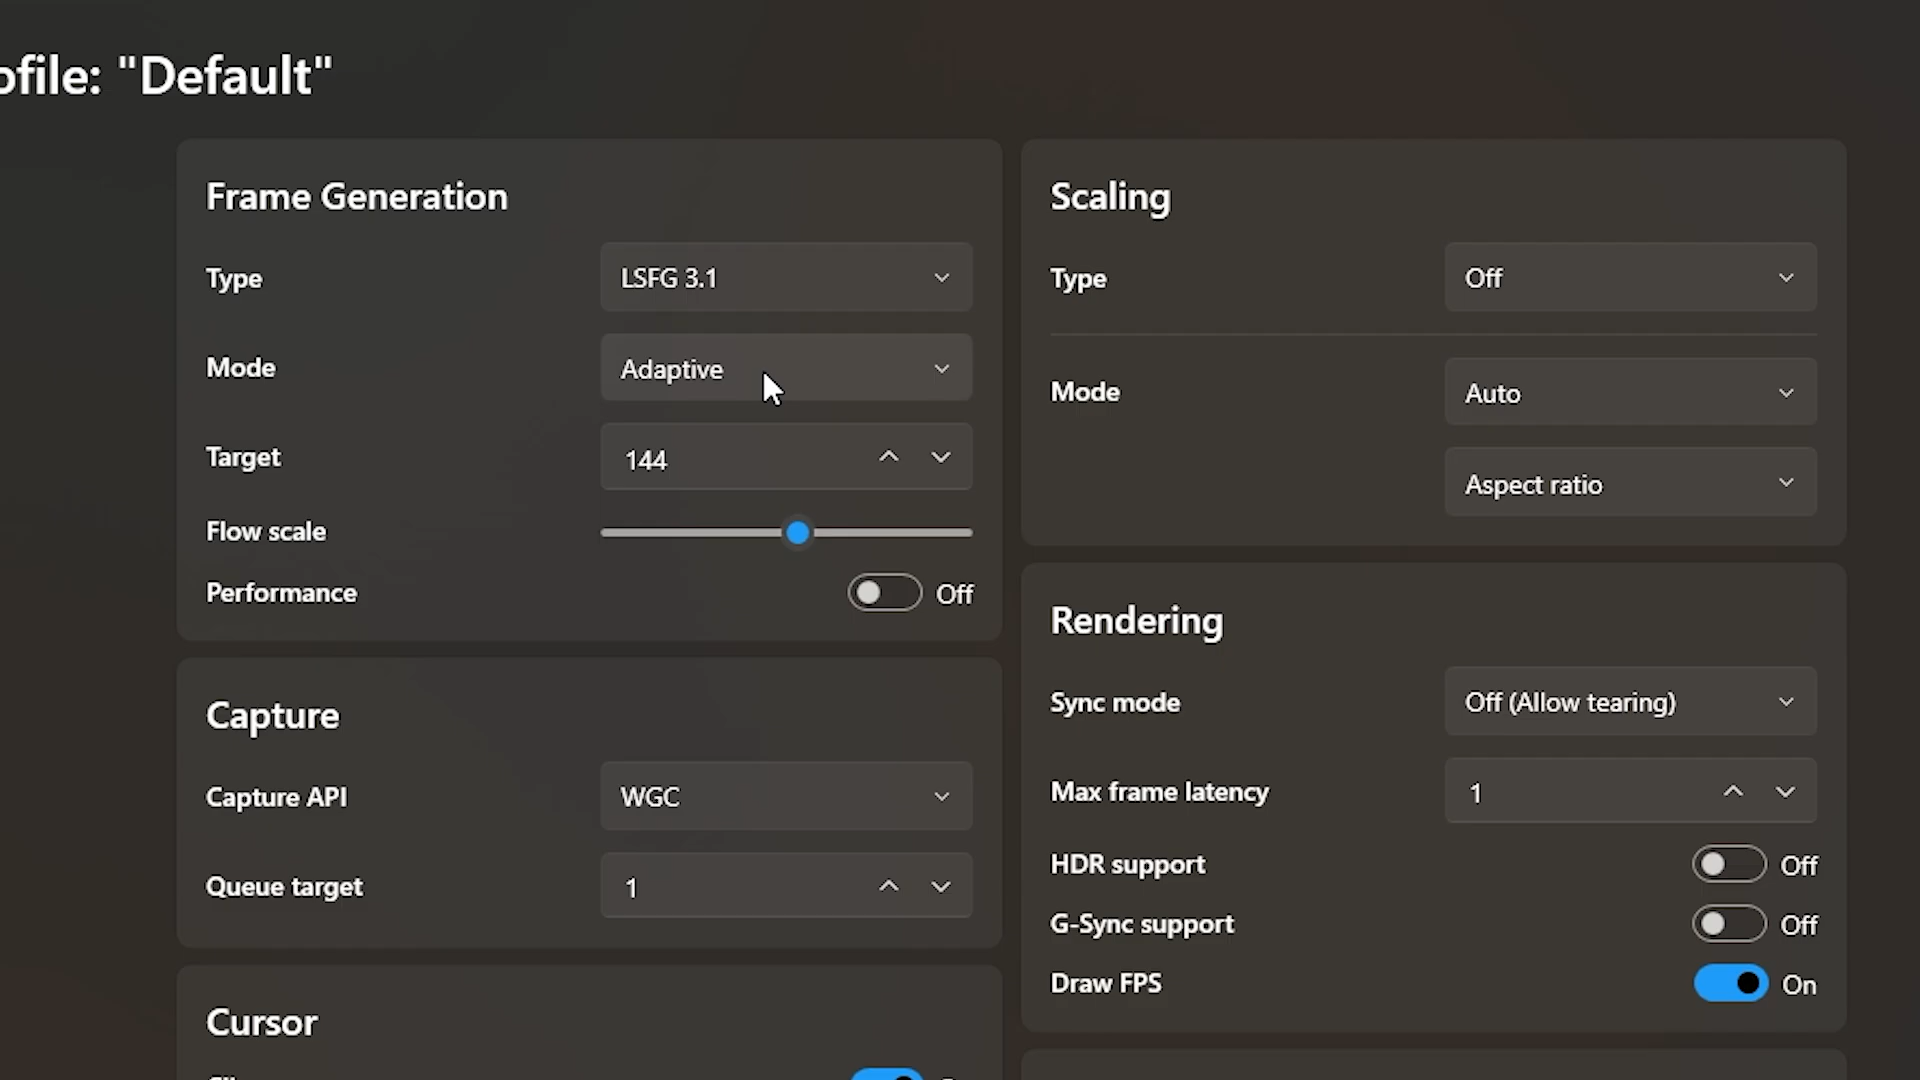 ofile: "Default"
Frame Generation
Type
LSFG 3.1
Mode
Adaptive
Target
144
Flow scale
Performance
Off
Capture
Capture API
WGC
Queue target
1
Cursor
Scaling
Type
Off
Mode
Auto
Aspect ratio
Rendering
Sync mode
Off (Allow tearing)
Max frame latency
1
HDR support
Off
G-Sync support
Off
Draw FPS
On